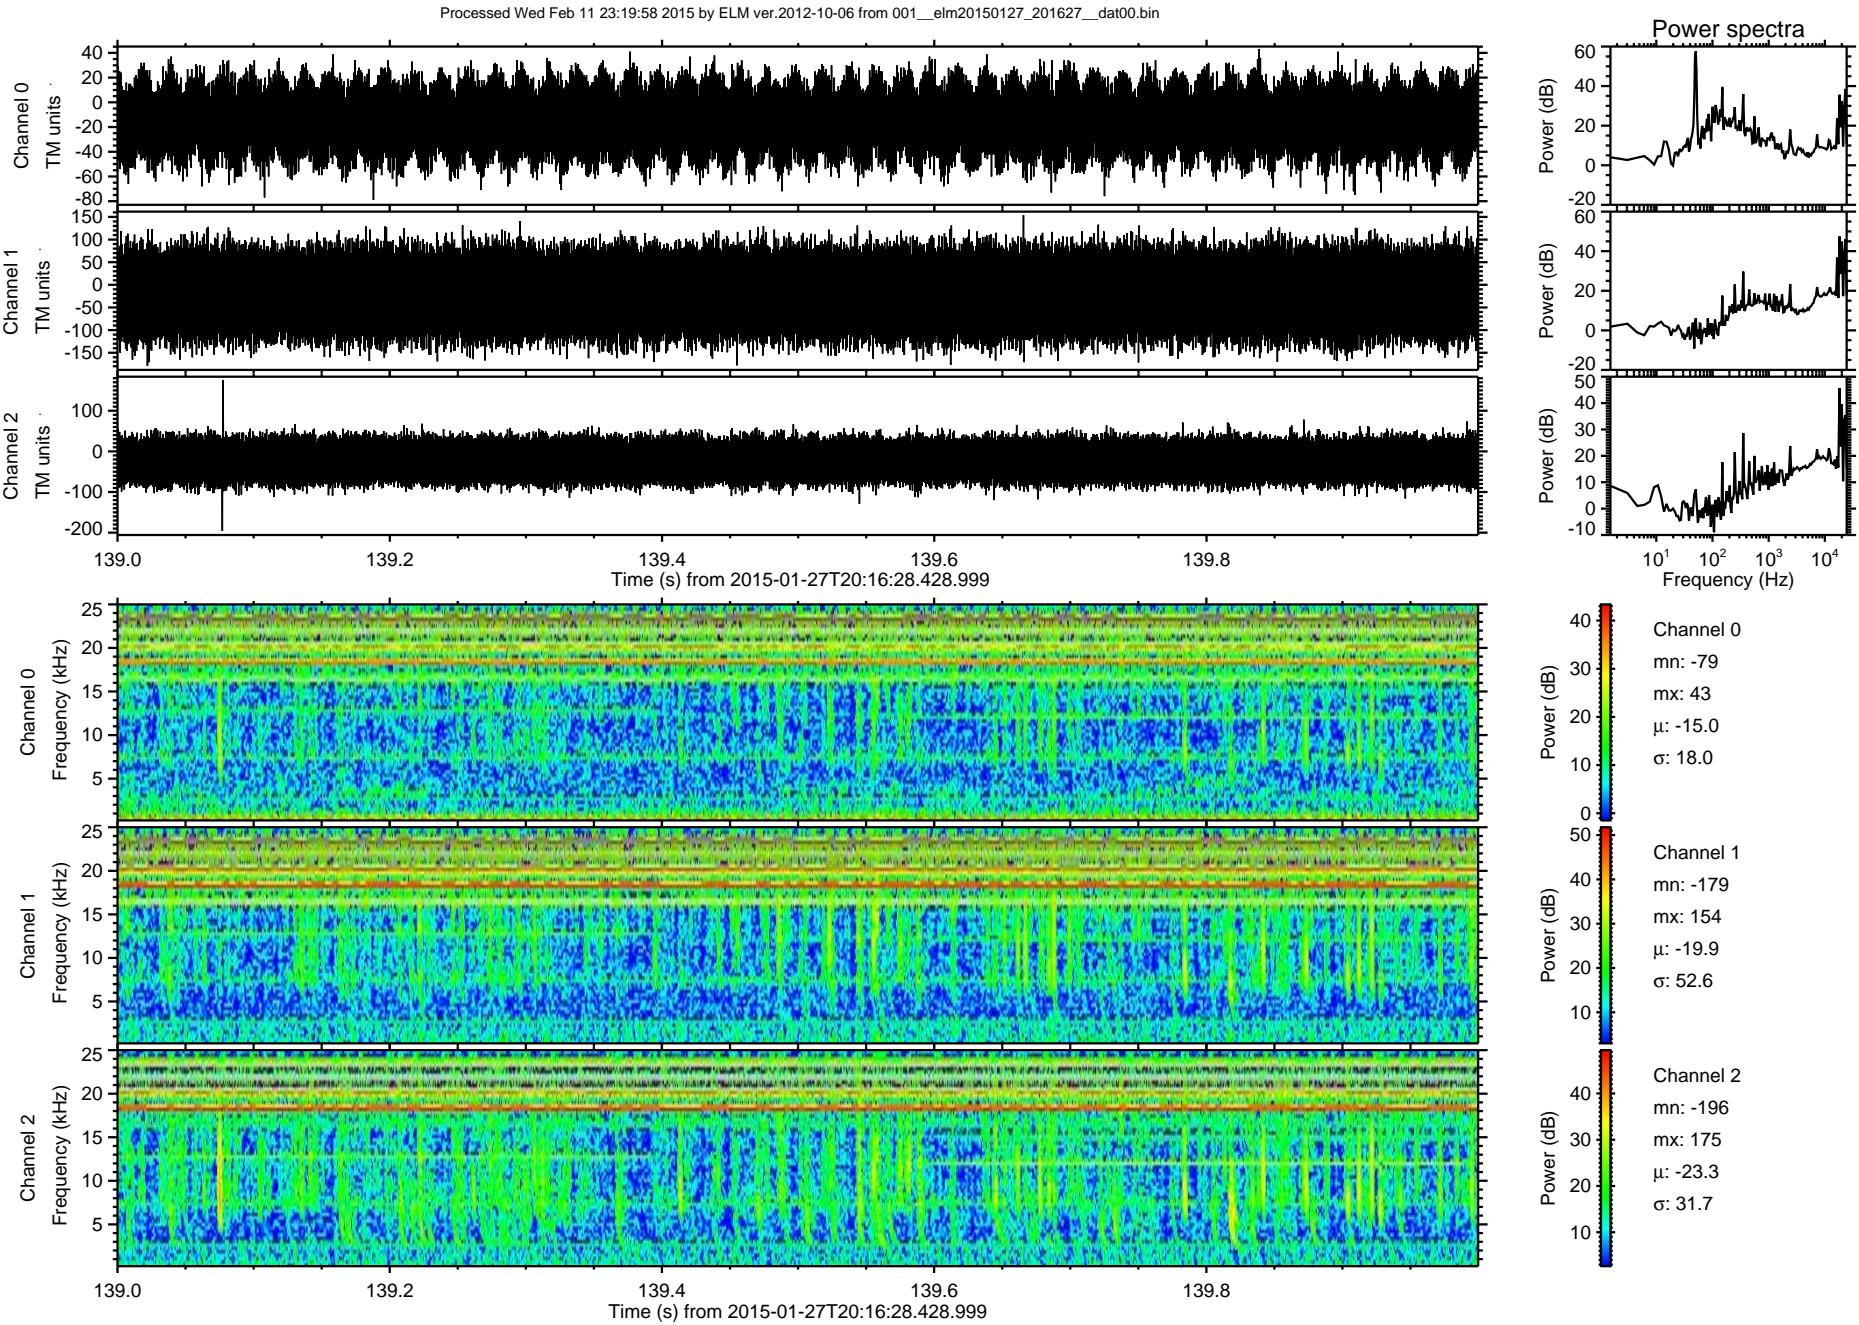 Processed Wed Feb 11 23:19:58 2015 by ELM ver.2012-10-06 from 001__elm20150127_201627__dat00.bin
Power spectra
Channel 0
TM units
40
20
0
-20
-40
-60
-80
Power (dB)
60
40
20
0
-20
Channel 1
TM units
150
100
50
0
-50
-100
-150
Power (dB)
60
40
20
0
-20
Channel 2
TM units
100
0
-100
-200
Power (dB)
50
40
30
20
10
0
-10
139.0 139.2 139.4 139.6 139.8
Time (s) from 2015-01-27T20:16:28.428.999
10^1 10^2 10^3 10^4
Frequency (Hz)
Channel 0
Frequency (kHz)
25
20
15
10
5
Power (dB)
40
30
20
10
0
Channel 0
mn: -79
mx: 43
μ: -15.0
σ: 18.0
Channel 1
Frequency (kHz)
25
20
15
10
5
Power (dB)
50
40
30
20
10
Channel 1
mn: -179
mx: 154
μ: -19.9
σ: 52.6
Channel 2
Frequency (kHz)
25
20
15
10
5
Power (dB)
40
30
20
10
Channel 2
mn: -196
mx: 175
μ: -23.3
σ: 31.7
139.0 139.2 139.4 139.6 139.8
Time (s) from 2015-01-27T20:16:28.428.999